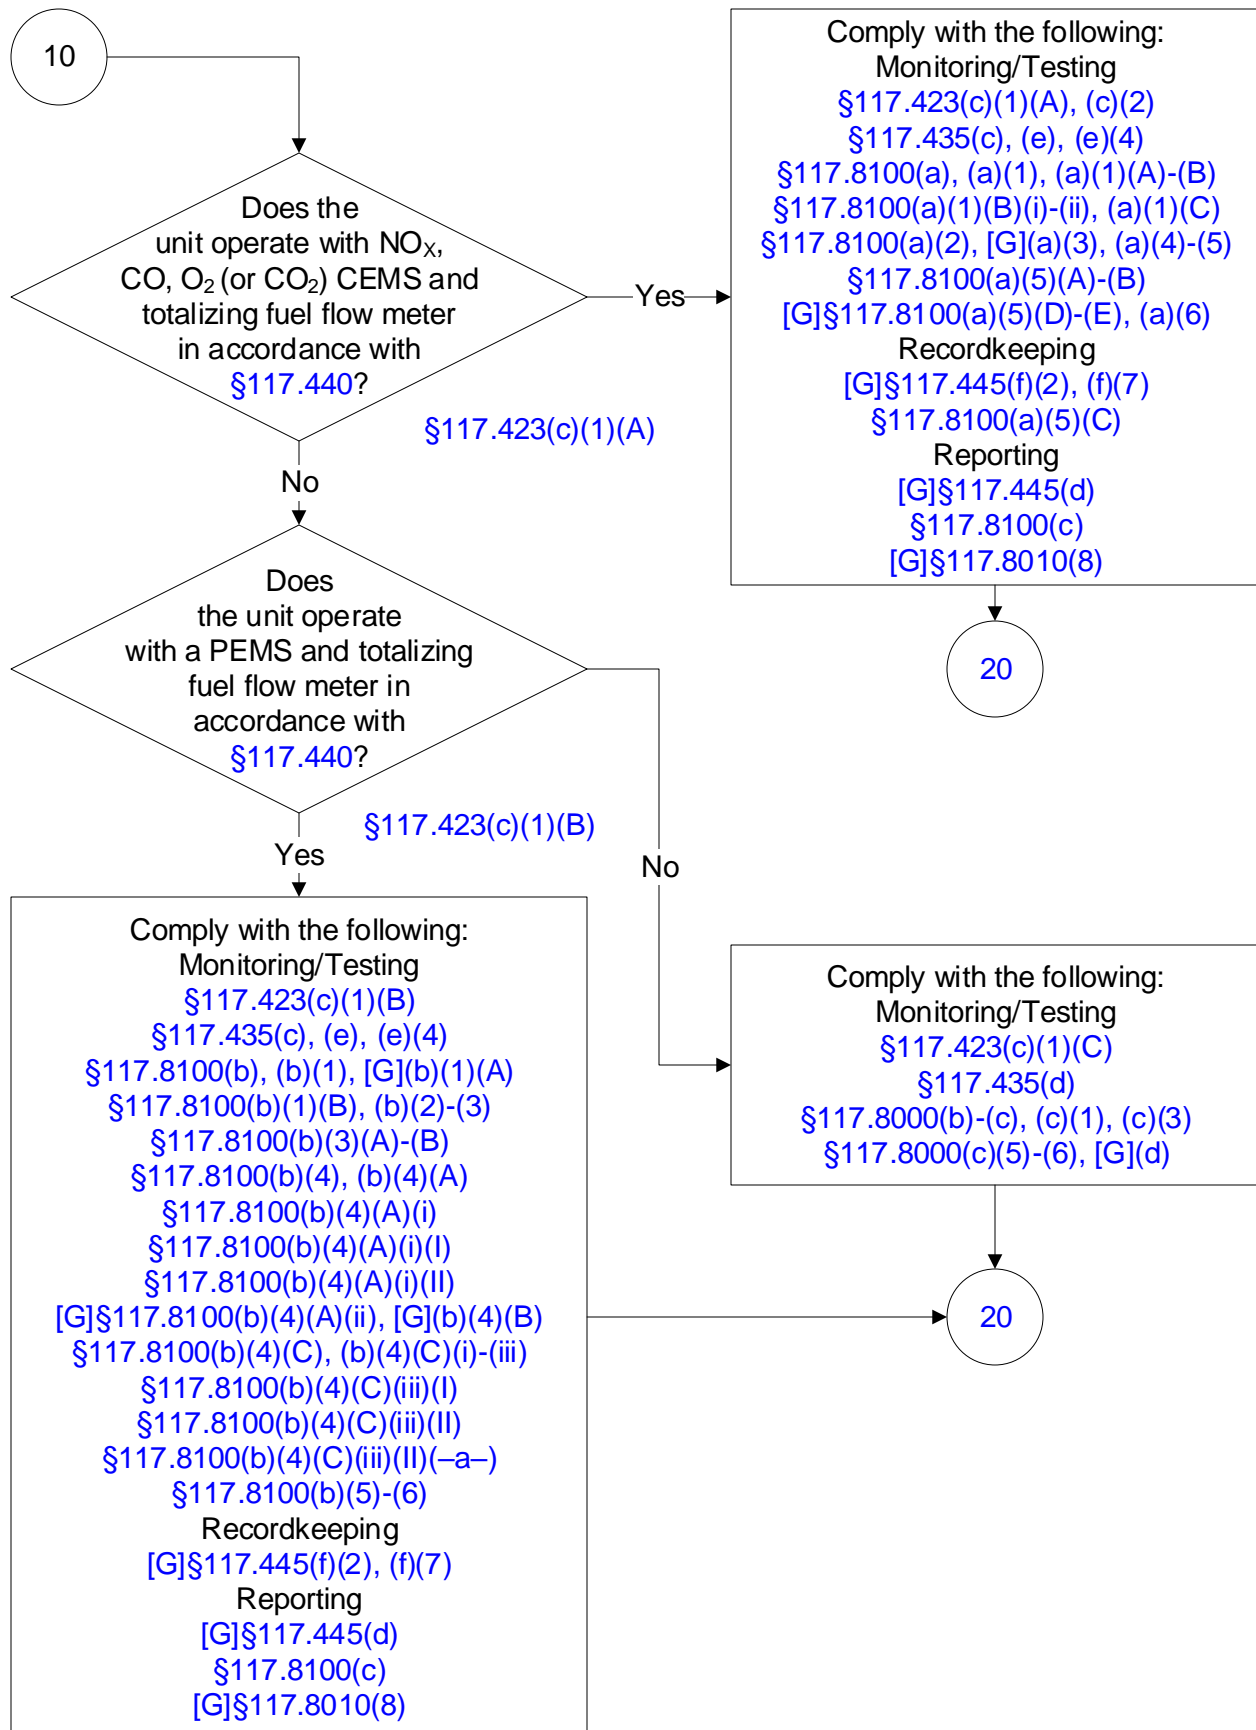 10
Does the
unit operate with NOX,
CO, O2 (or CO2) CEMS and
totalizing fuel flow meter
in accordance with
§117.440?
§117.423(c)(1)(A)
Yes
Comply with the following:
Monitoring/Testing
§117.423(c)(1)(A), (c)(2)
§117.435(c), (e), (e)(4)
§117.8100(a), (a)(1), (a)(1)(A)-(B)
§117.8100(a)(1)(B)(i)-(ii), (a)(1)(C)
§117.8100(a)(2), [G](a)(3), (a)(4)-(5)
§117.8100(a)(5)(A)-(B)
[G]§117.8100(a)(5)(D)-(E), (a)(6)
Recordkeeping
[G]§117.445(f)(2), (f)(7)
§117.8100(a)(5)(C)
Reporting
[G]§117.445(d)
§117.8100(c)
[G]§117.8010(8)
20
No
Does
the unit operate
with a PEMS and totalizing
fuel flow meter in
accordance with
§117.440?
§117.423(c)(1)(B)
Yes
No
Comply with the following:
Monitoring/Testing
§117.423(c)(1)(B)
§117.435(c), (e), (e)(4)
§117.8100(b), (b)(1), [G](b)(1)(A)
§117.8100(b)(1)(B), (b)(2)-(3)
§117.8100(b)(3)(A)-(B)
§117.8100(b)(4), (b)(4)(A)
§117.8100(b)(4)(A)(i)
§117.8100(b)(4)(A)(i)(I)
§117.8100(b)(4)(A)(i)(II)
[G]§117.8100(b)(4)(A)(ii), [G](b)(4)(B)
§117.8100(b)(4)(C), (b)(4)(C)(i)-(iii)
§117.8100(b)(4)(C)(iii)(I)
§117.8100(b)(4)(C)(iii)(II)
§117.8100(b)(4)(C)(iii)(II)(–a–)
§117.8100(b)(5)-(6)
Recordkeeping
[G]§117.445(f)(2), (f)(7)
Reporting
[G]§117.445(d)
§117.8100(c)
[G]§117.8010(8)
Comply with the following:
Monitoring/Testing
§117.423(c)(1)(C)
§117.435(d)
§117.8000(b)-(c), (c)(1), (c)(3)
§117.8000(c)(5)-(6), [G](d)
20